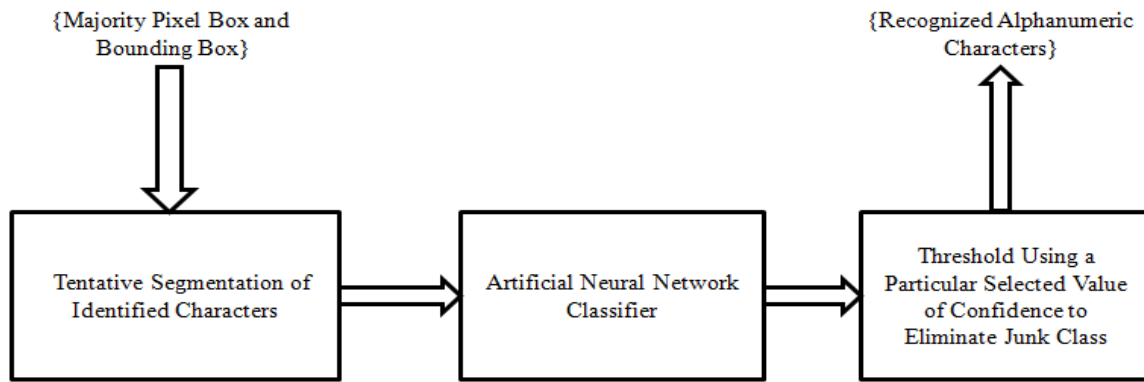 {Majority Pixel Box and
Bounding Box}
{Recognized Alphanumeric
Characters}
Tentative Segmentation of
Identified Characters
Artificial Neural Network
Classifier
Threshold Using a
Particular Selected Value
of Confidence to
Eliminate Junk Class